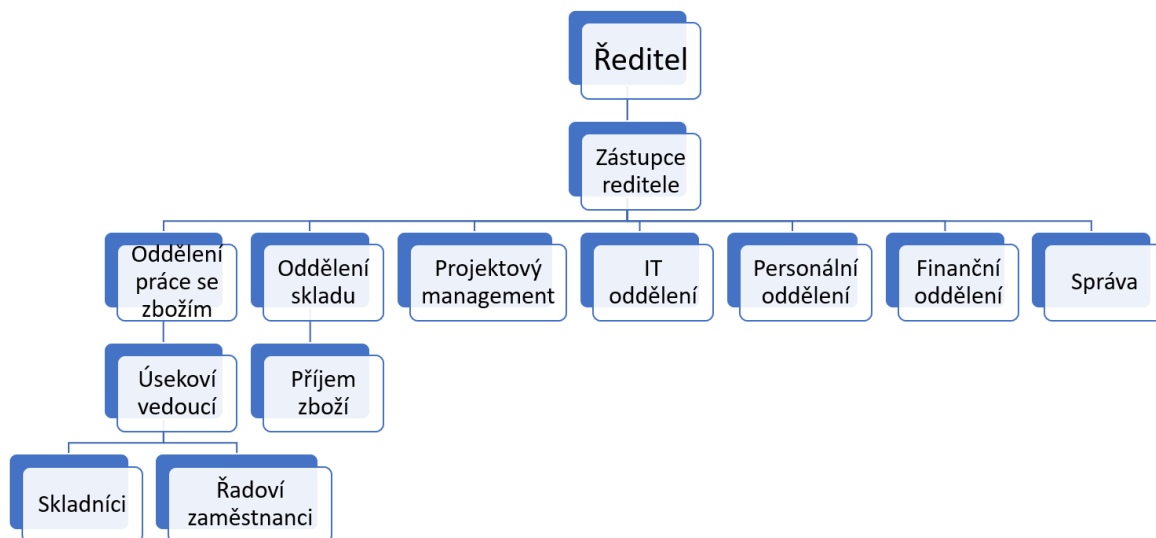 Ředitel
Zástupce
reditele
Oddělení
práce se
zbožím
Oddělení
skladu
Projektový
management
IT
oddělení
Personální
oddělení
Finanční
oddělení
Správa
Úsekoví
vedoucí
Příjem
zboží
Skladníci
Řadoví
zaměstnanci